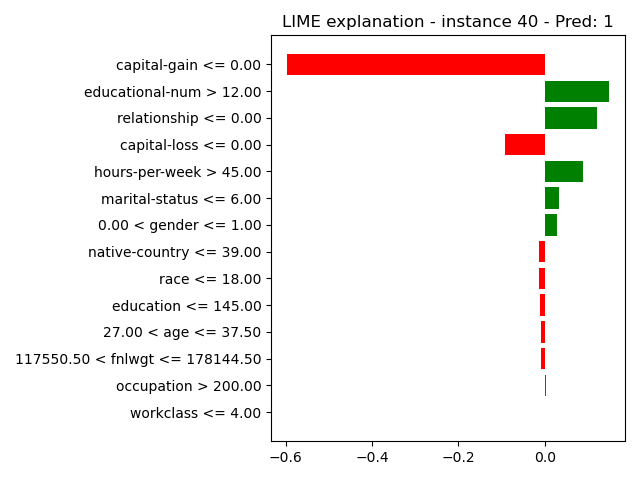 LIME explanation - instance 40 - Pred: 1
capital-gain <= 0.00
educational-num > 12.00
relationship <= 0.00
capital-loss <= 0.00
hours-per-week > 45.00
marital-status <= 6.00
0.00 < gender <= 1.00
native-country <= 39.00
race <= 18.00
education <= 145.00
27.00 < age <= 37.50
117550.50 < fnlwgt <= 178144.50
occupation > 200.00
workclass <= 4.00
−0.6 −0.4 −0.2 0.0